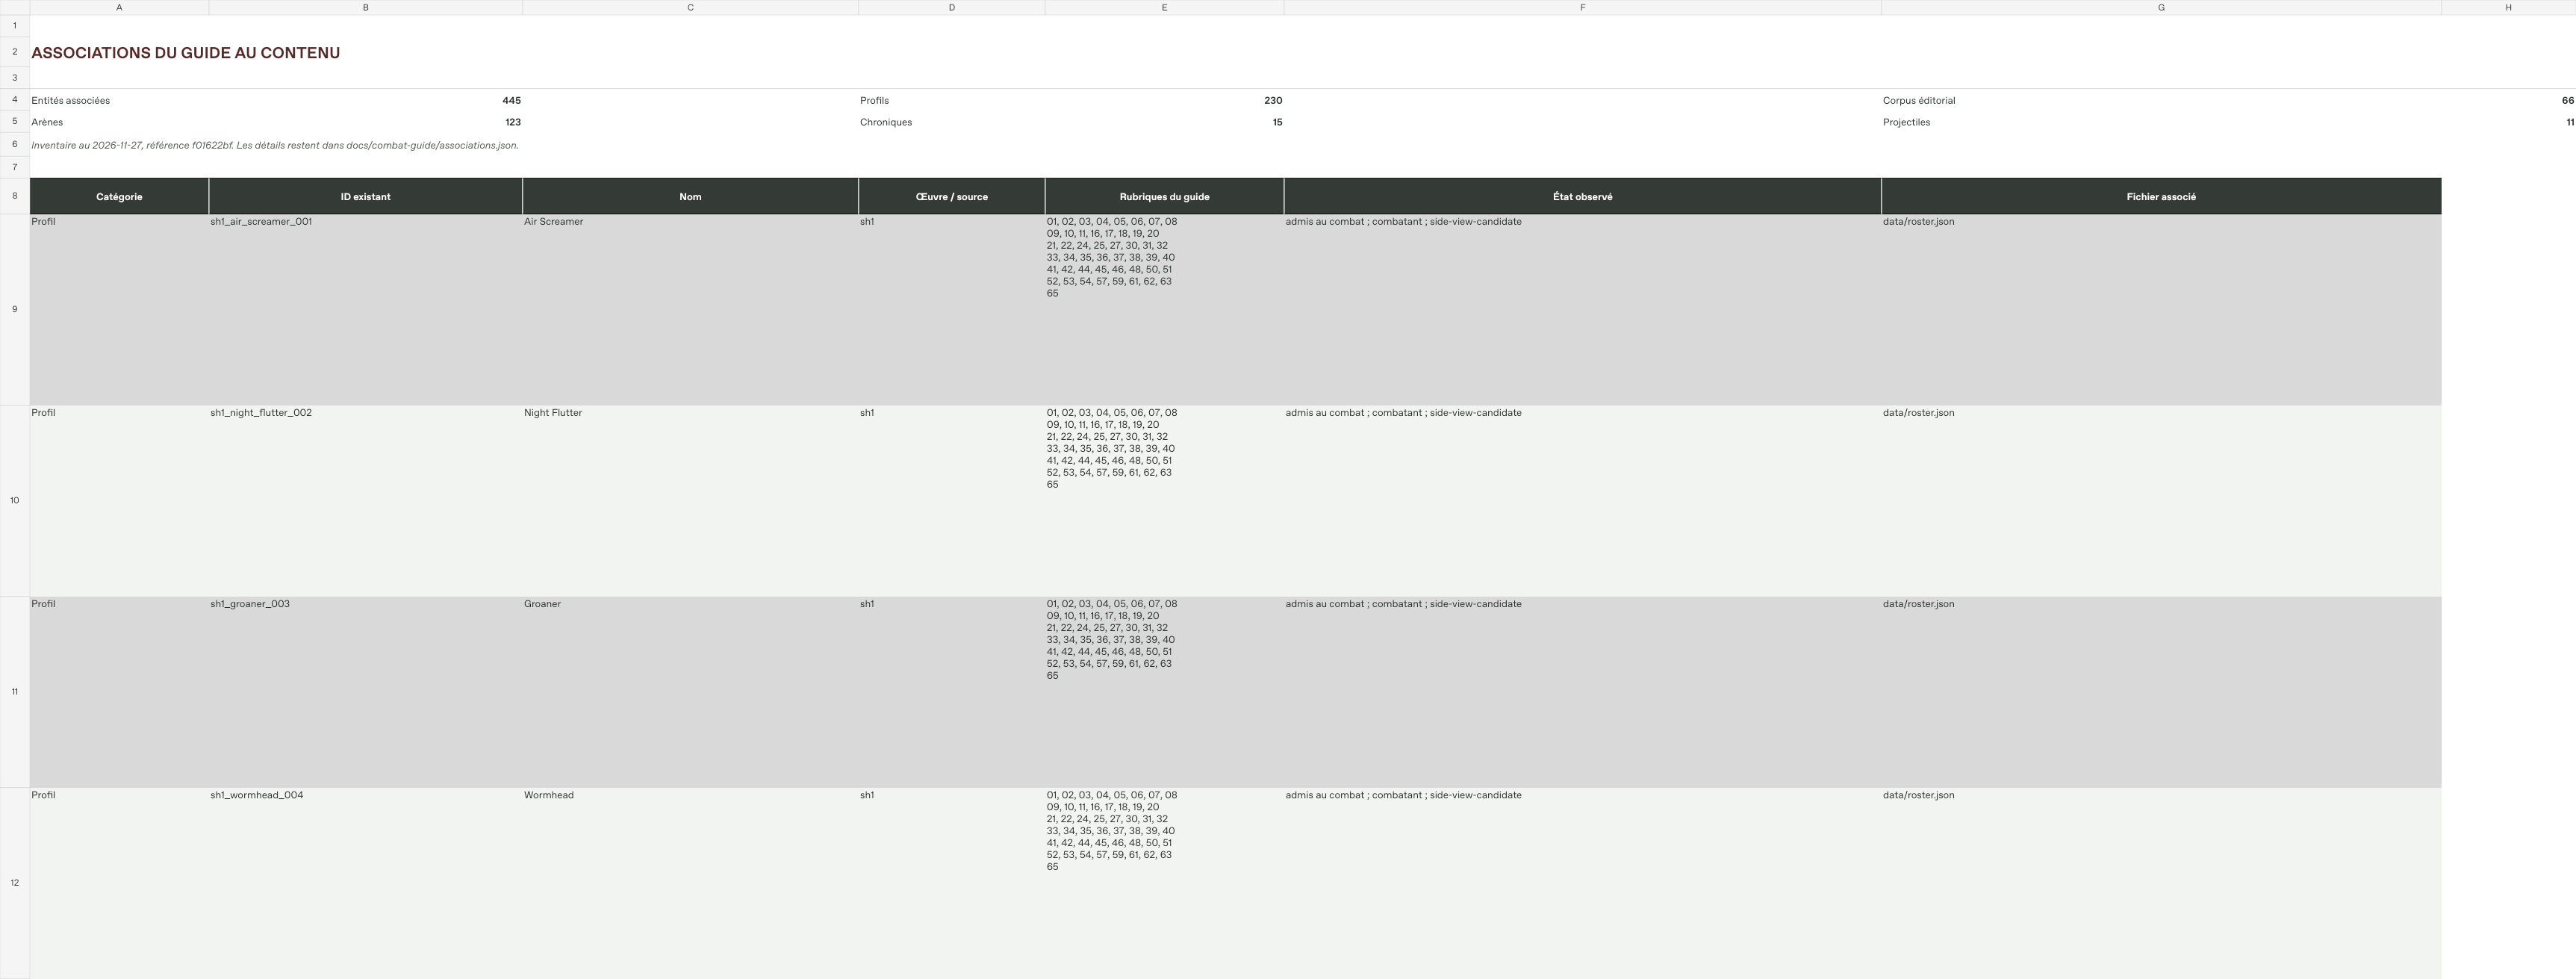 A B C D E F G H
1
2 ASSOCIATIONS DU GUIDE AU CONTENU
3
4 Entités associées 445 Profils 230 Corpus éditorial 66
5 Arènes 123 Chroniques 15 Projectiles 11
6 Inventaire au 2026-11-27, référence f01622bf. Les détails restent dans docs/combat-guide/associations.json.
7
8 Catégorie ID existant Nom Œuvre / source Rubriques du guide État observé Fichier associé
Profil sh1_air_screamer_001 Air Screamer sh1 01, 02, 03, 04, 05, 06, 07, 08 admis au combat ; combatant ; side-view-candidate data/roster.json
09, 10, 11, 16, 17, 18, 19, 20
21, 22, 24, 25, 27, 30, 31, 32
33, 34, 35, 36, 37, 38, 39, 40
41, 42, 44, 45, 46, 48, 50, 51
52, 53, 54, 57, 59, 61, 62, 63
65
9
Profil sh1_night_flutter_002 Night Flutter sh1 01, 02, 03, 04, 05, 06, 07, 08 admis au combat ; combatant ; side-view-candidate data/roster.json
09, 10, 11, 16, 17, 18, 19, 20
21, 22, 24, 25, 27, 30, 31, 32
33, 34, 35, 36, 37, 38, 39, 40
41, 42, 44, 45, 46, 48, 50, 51
52, 53, 54, 57, 59, 61, 62, 63
65
10
Profil sh1_groaner_003 Groaner sh1 01, 02, 03, 04, 05, 06, 07, 08 admis au combat ; combatant ; side-view-candidate data/roster.json
09, 10, 11, 16, 17, 18, 19, 20
21, 22, 24, 25, 27, 30, 31, 32
33, 34, 35, 36, 37, 38, 39, 40
41, 42, 44, 45, 46, 48, 50, 51
52, 53, 54, 57, 59, 61, 62, 63
65
11
Profil sh1_wormhead_004 Wormhead sh1 01, 02, 03, 04, 05, 06, 07, 08 admis au combat ; combatant ; side-view-candidate data/roster.json
09, 10, 11, 16, 17, 18, 19, 20
21, 22, 24, 25, 27, 30, 31, 32
33, 34, 35, 36, 37, 38, 39, 40
41, 42, 44, 45, 46, 48, 50, 51
52, 53, 54, 57, 59, 61, 62, 63
65
12